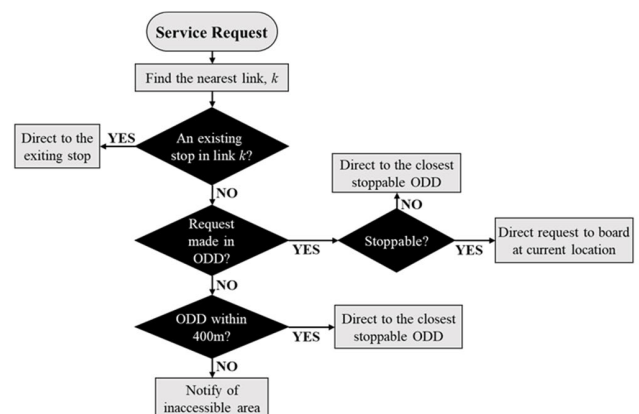 Service Request
Find the nearest link, k
An existing
stop in link k?
YES
Direct to the
exiting stop
NO
Request
made in
ODD?
YES
Stoppable?
NO
Direct to the closest
stoppable ODD
YES
Direct request to board
at current location
NO
ODD within
400m?
YES
Direct to the closest
stoppable ODD
NO
Notify of
inaccessible area